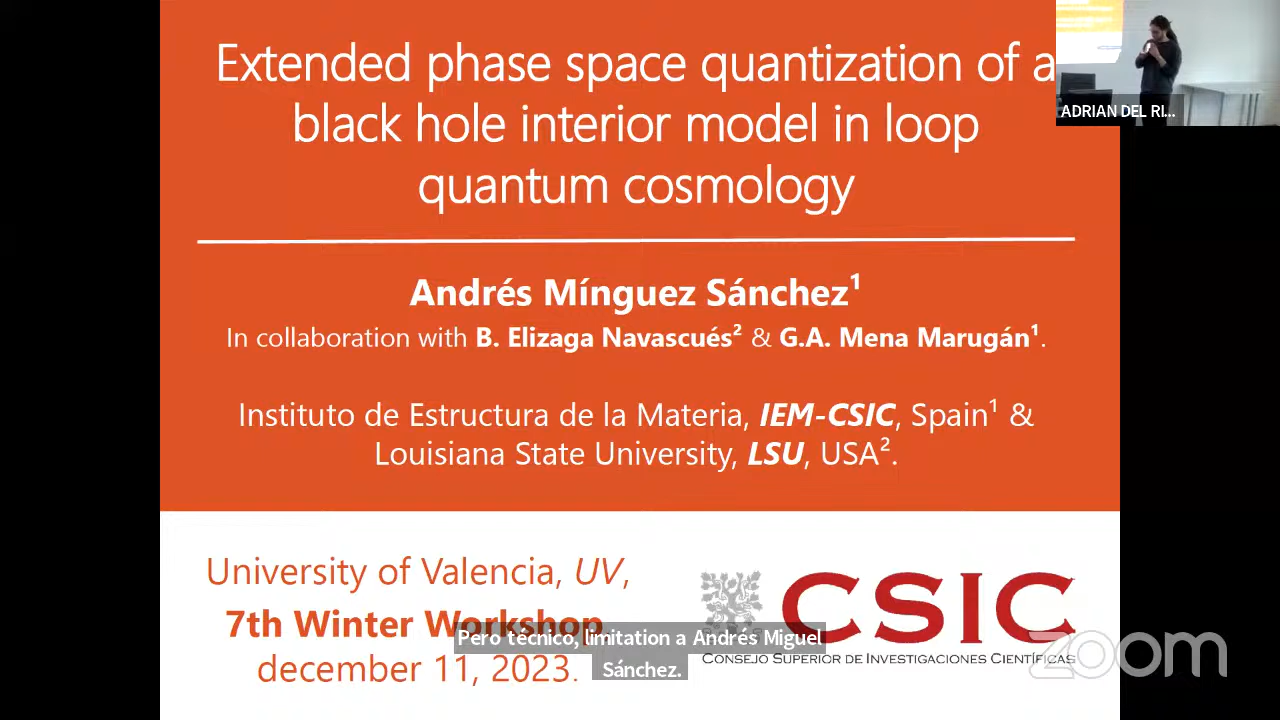 Extended phase space quantization of a
black hole interior model in loop
quantum cosmology
ADRIAN DEL RI...
Andrés Mínguez Sánchez¹
In collaboration with B. Elizaga Navascués² & G.A. Mena Marugán¹.
Instituto de Estructura de la Materia, IEM-CSIC, Spain¹ &
Louisiana State University, LSU, USA².
University of Valencia, UV,
7th Winter Workshop
december 11, 2023.
CSIC
CONSEJO SUPERIOR DE INVESTIGACIONES CIENTÍFICAS
Pero técnico, limitation a Andrés Miguel
Sánchez.
zoom